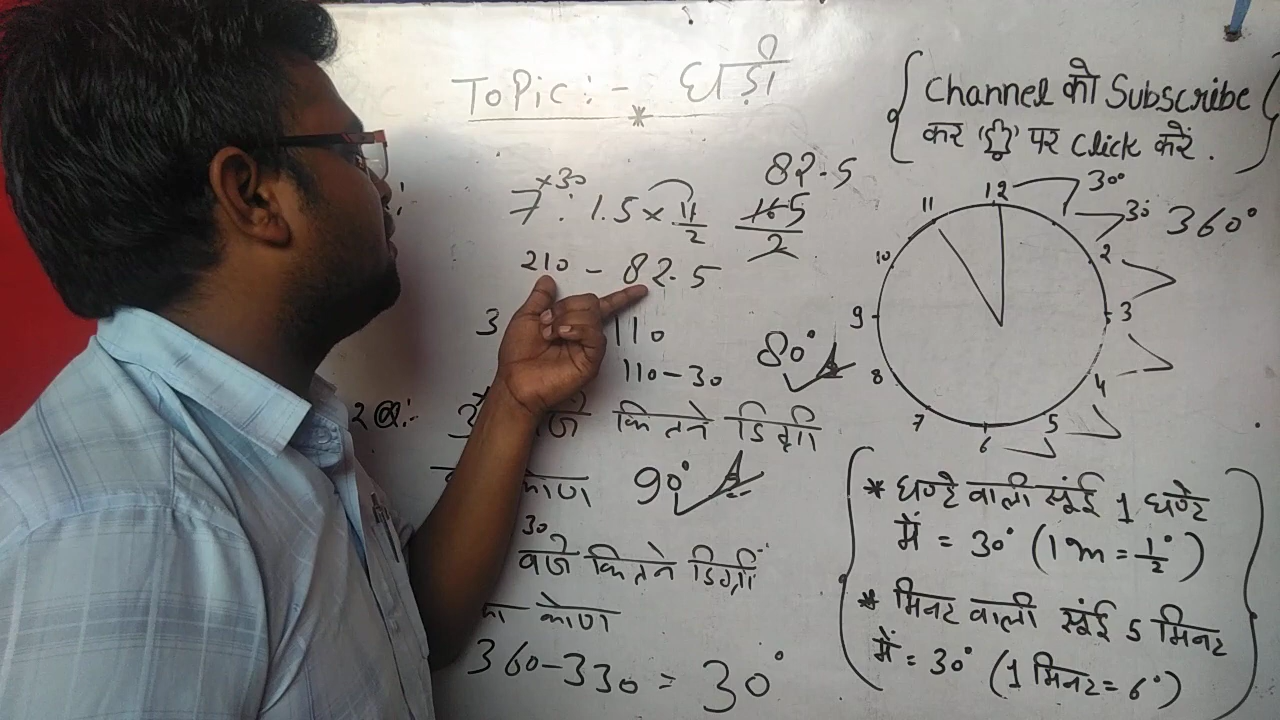 Topic:- घड़ी
{ Channel को Subscribe
कर '🔔' पर Click करें. }
×30
7:1.5 × 11/2
82.5
165/2
210 - 82.5
3
110
110-30
80°
2 Q:-
बजे कितने डिग्री
कोण 90°
30
बजे कितने डिग्री
का कोण
360-330 = 30°
12
11
10
9
8
7
6
5
4
3
2
30°
30°
360°
* घण्टे वाली सूंई 1 घण्टे
में = 30° (1m = 1°/2)
* मिनट वाली सूंई 5 मिनट
में = 30° (1 मिनट = 6°)